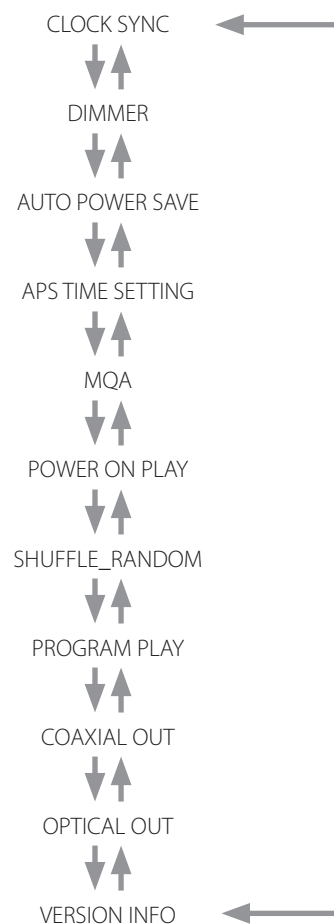 CLOCK SYNC
DIMMER
AUTO POWER SAVE
APS TIME SETTING
MQA
POWER ON PLAY
SHUFFLE_RANDOM
PROGRAM PLAY
COAXIAL OUT
OPTICAL OUT
VERSION INFO